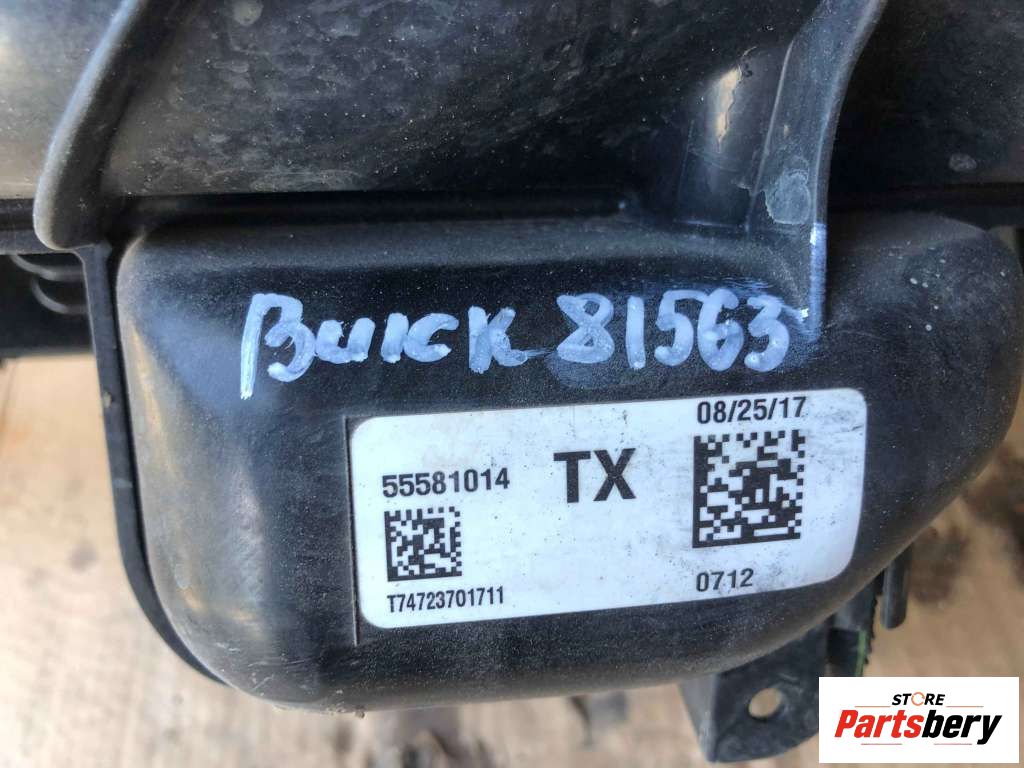 BUICK 81563
08/25/17
55581014 TX
T74723701711 0712
STORE
Partsbery